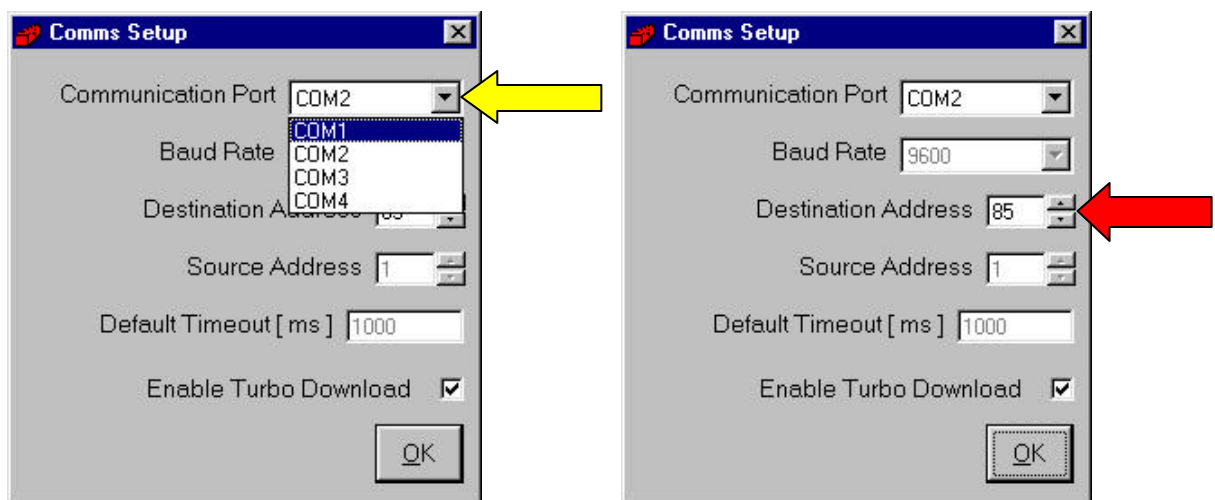 Comms Setup
Communication Port COM2
COM1
Baud Rate COM2
COM3
COM4
Destination
Source Address 1
Default Timeout [ ms ] 1000
Enable Turbo Download
OK
Comms Setup
Communication Port COM2
Baud Rate 9600
Destination Address 85
Source Address 1
Default Timeout [ ms ] 1000
Enable Turbo Download
OK